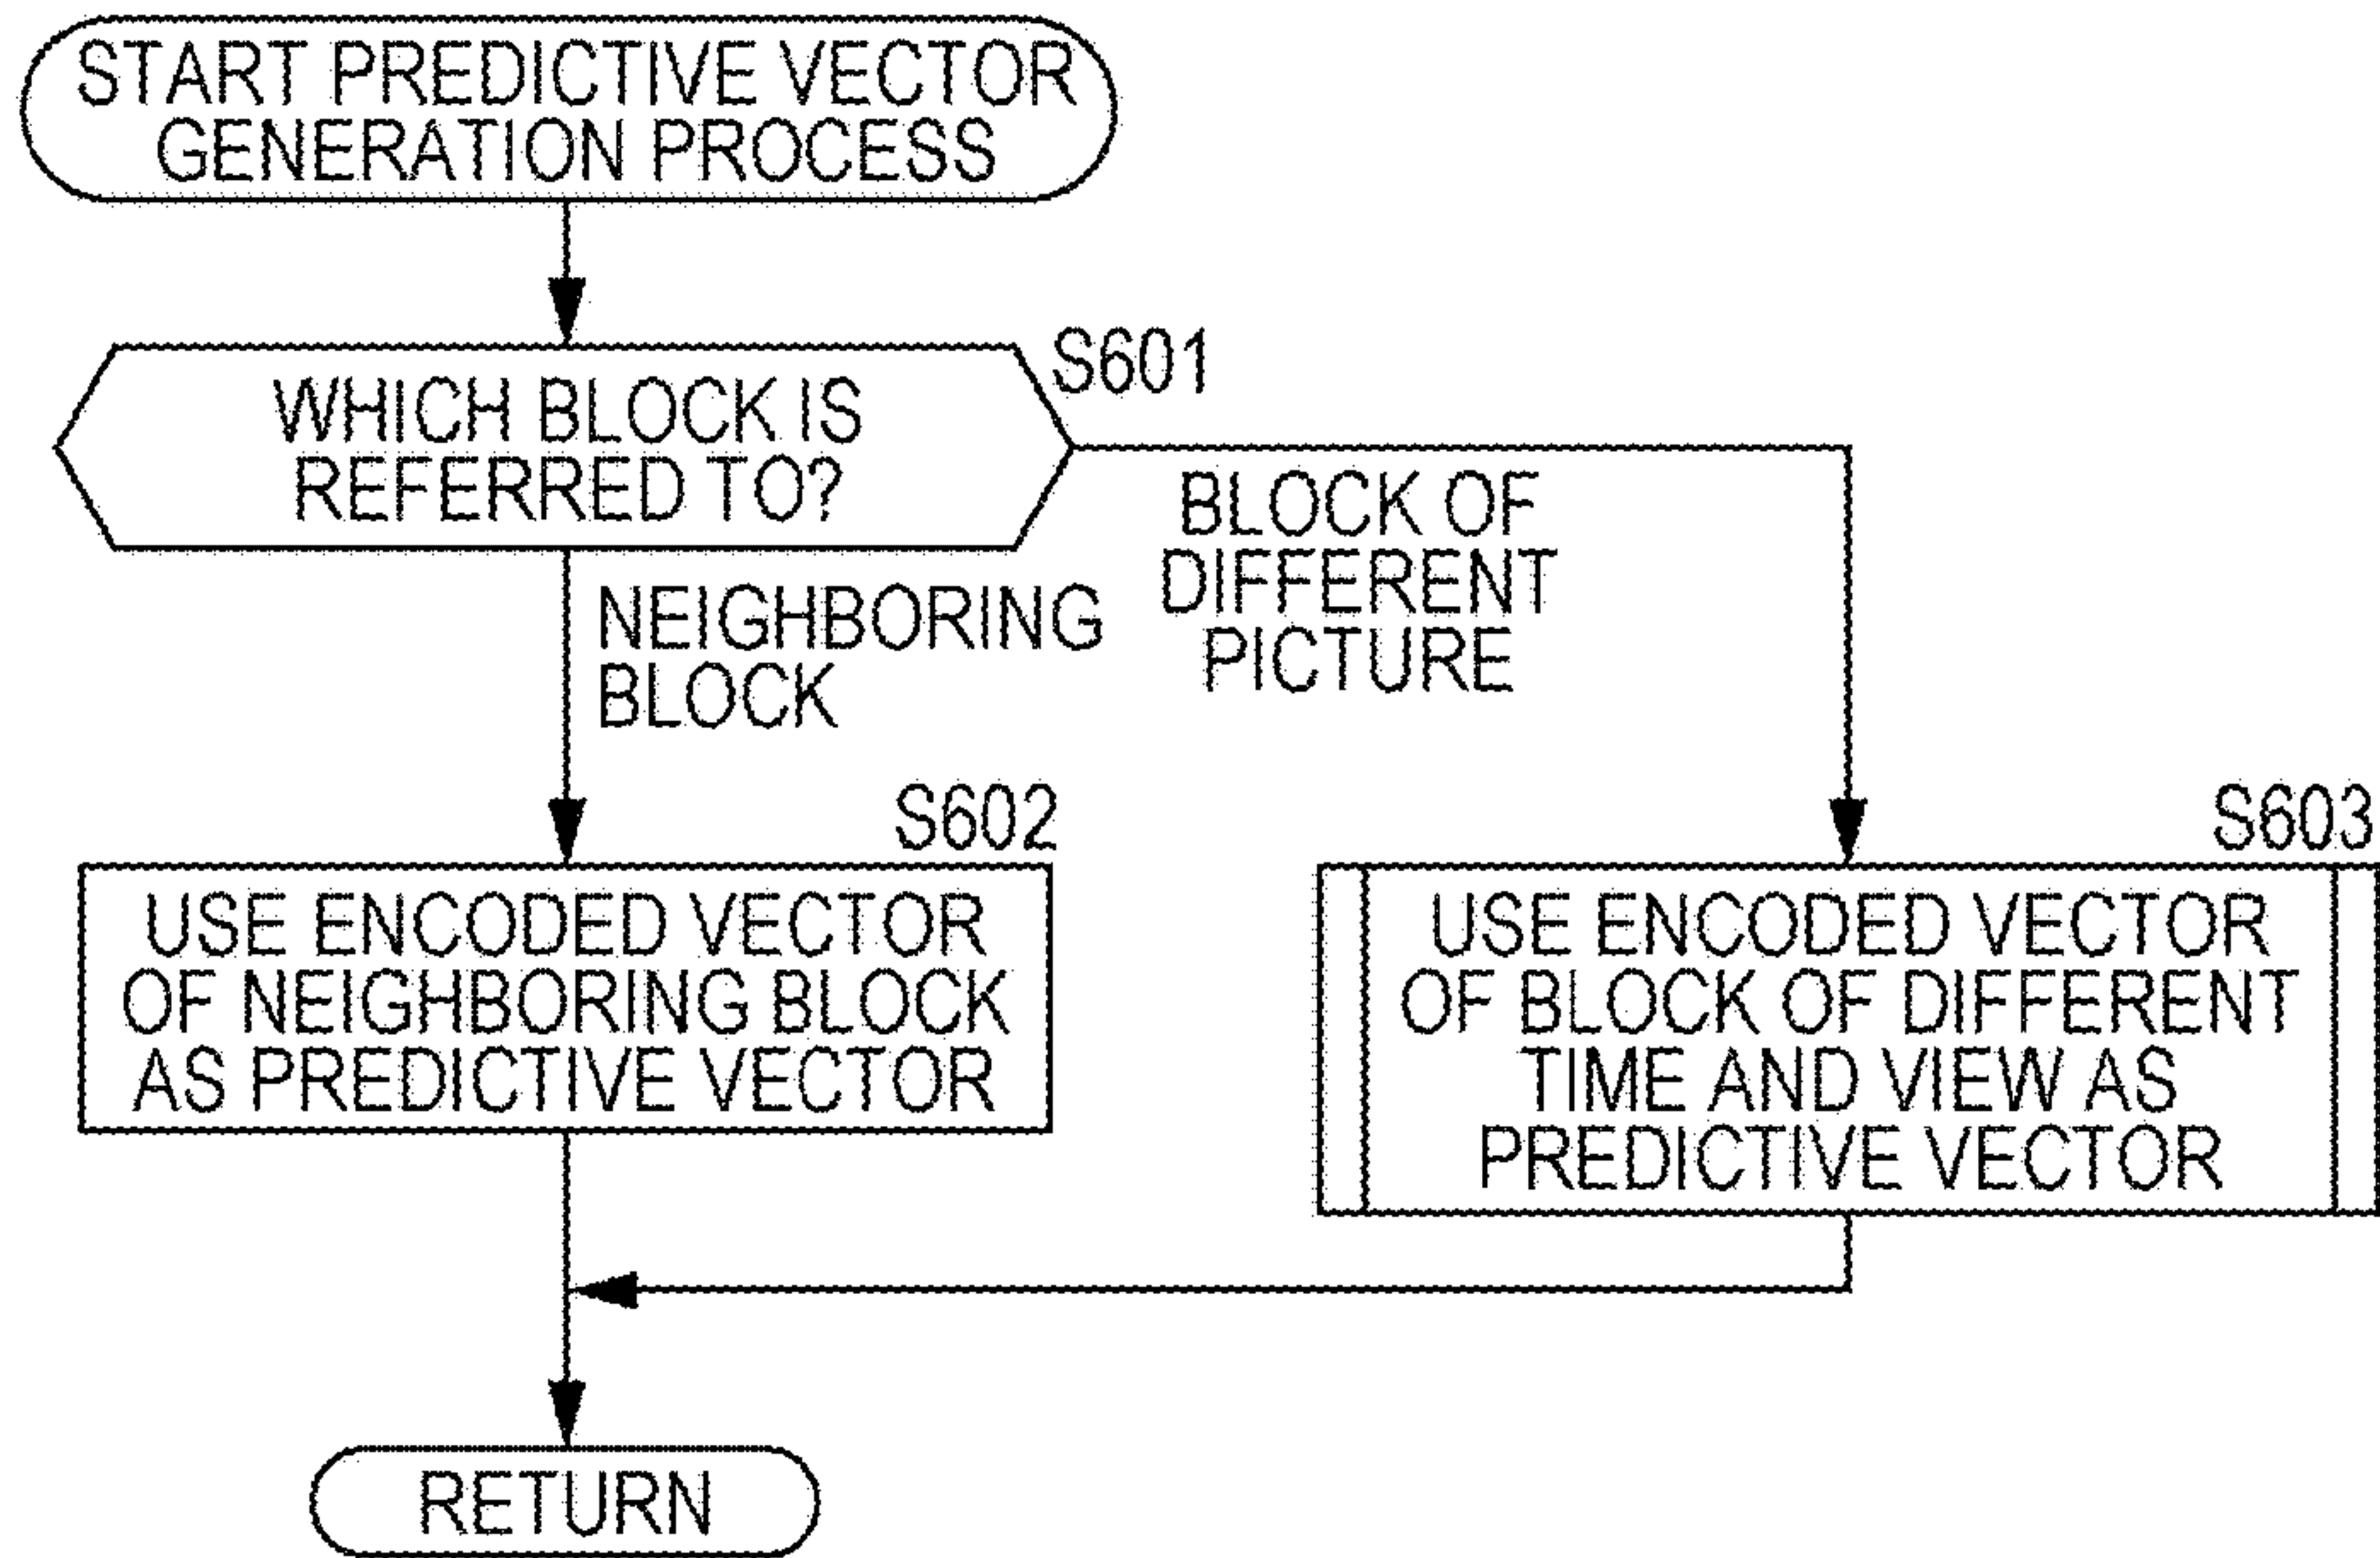 START PREDICTIVE VECTOR
GENERATION PROCESS
S601
WHICH BLOCK IS
REFERRED TO?
BLOCK OF
DIFFERENT
PICTURE
NEIGHBORING
BLOCK
S602
USE ENCODED VECTOR
OF NEIGHBORING BLOCK
AS PREDICTIVE VECTOR
S603
USE ENCODED VECTOR
OF BLOCK OF DIFFERENT
TIME AND VIEW AS
PREDICTIVE VECTOR
RETURN